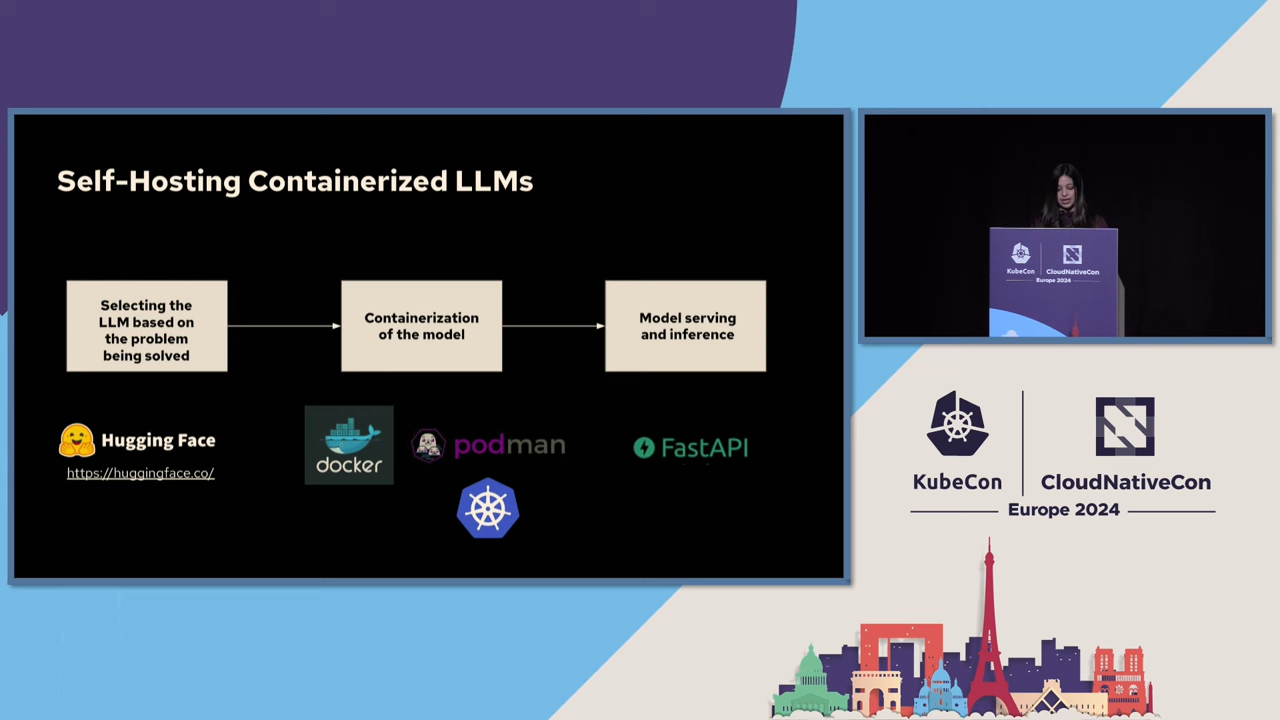 Self-Hosting Containerized LLMs
Selecting the
LLM based on
the problem
being solved
Containerization
of the model
Model serving
and inference
Hugging Face
https://huggingface.co/
docker
podman
FastAPI
KubeCon
CloudNativeCon
Europe 2024
KubeCon
CloudNativeCon
Europe 2024